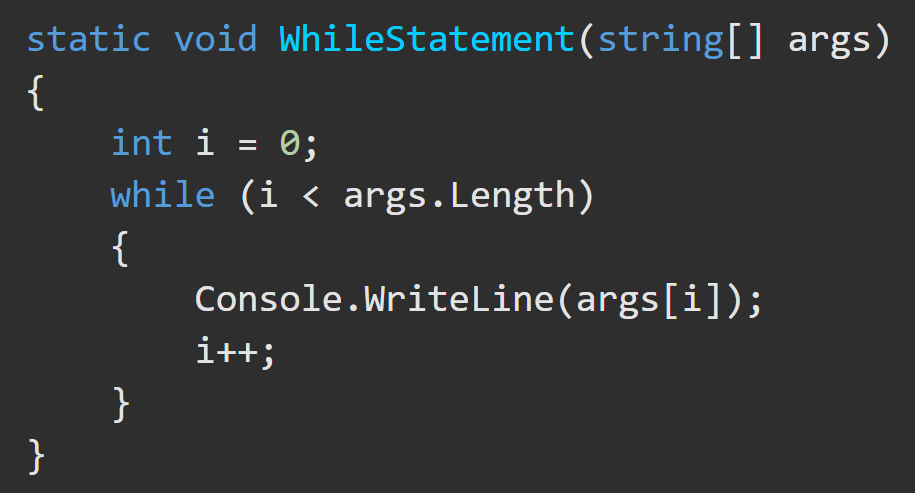 static void WhileStatement(string[] args)
{
    int i = 0;
    while (i < args.Length)
    {
        Console.WriteLine(args[i]);
        i++;
    }
}